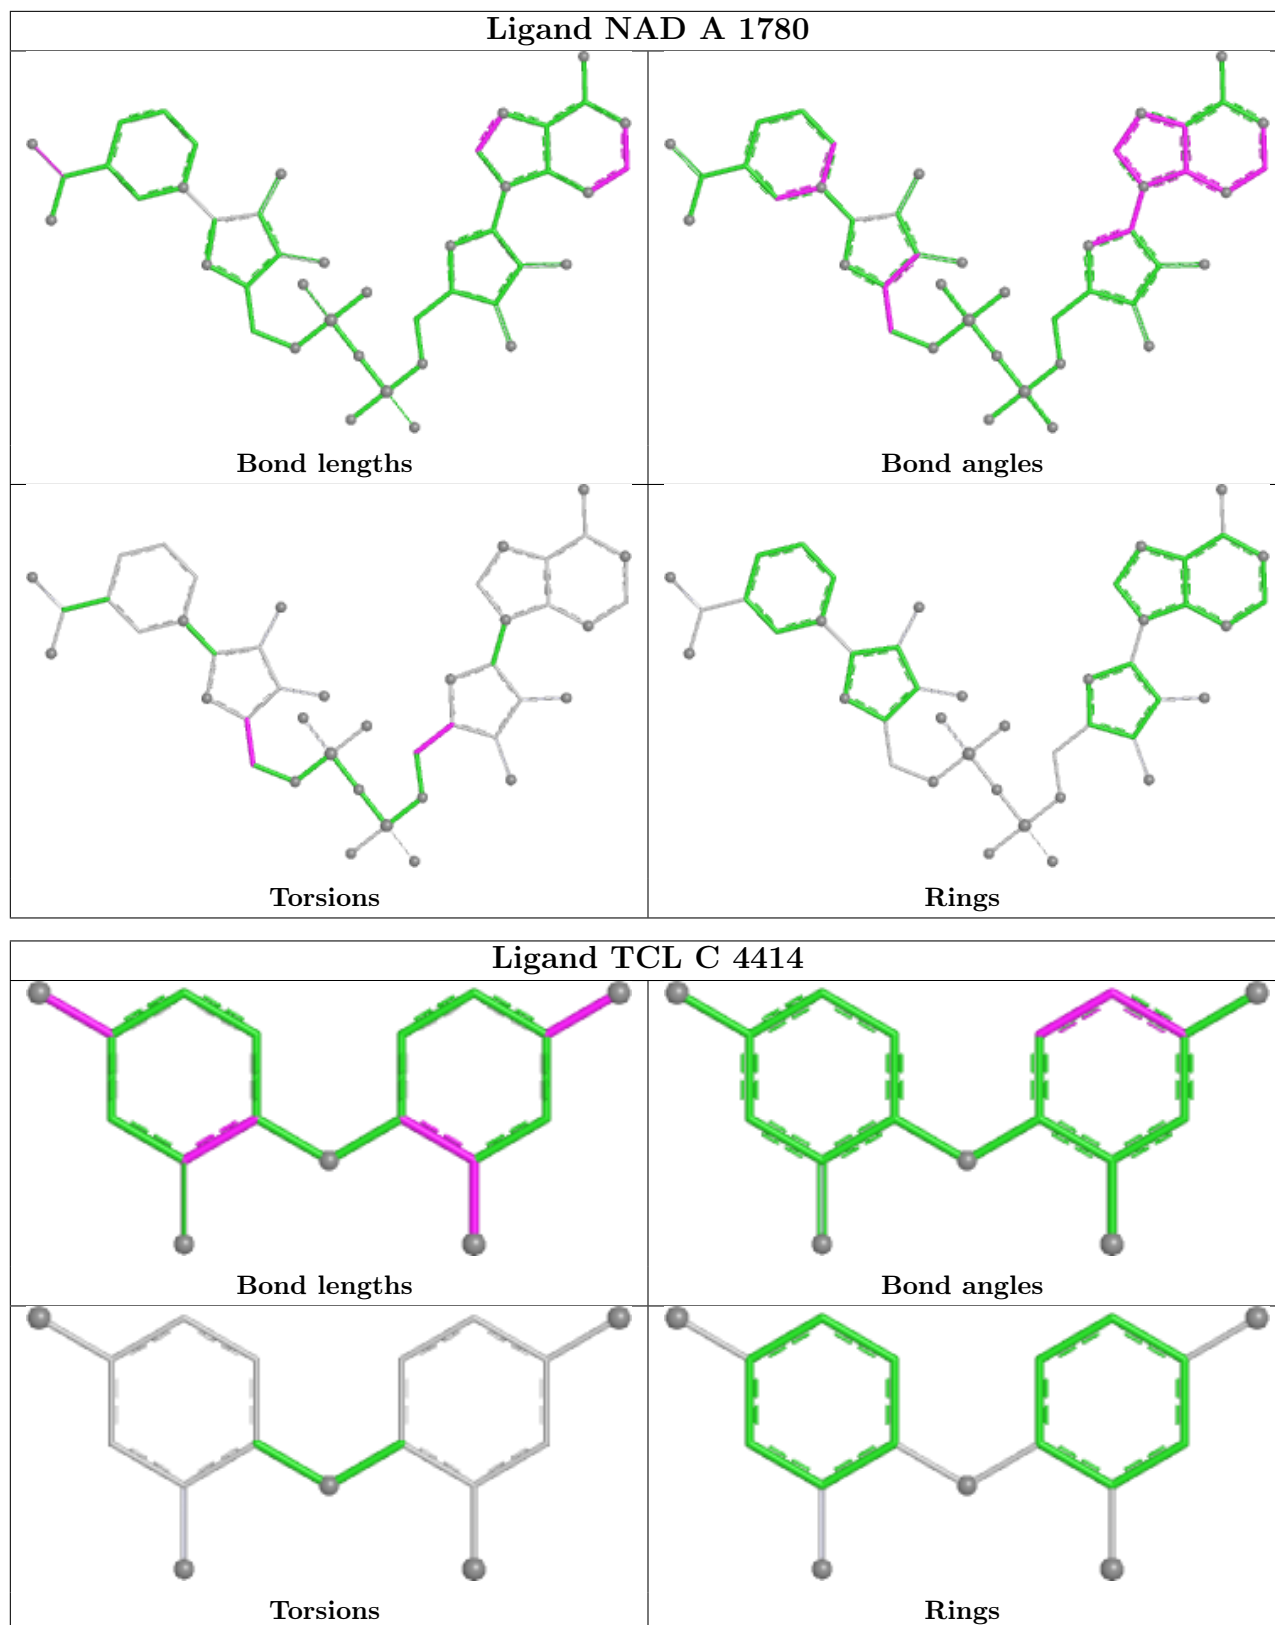 Ligand NAD A 1780
Bond lengths
Bond angles
Torsions
Rings
Ligand TCL C 4414
Bond lengths
Bond angles
Torsions
Rings